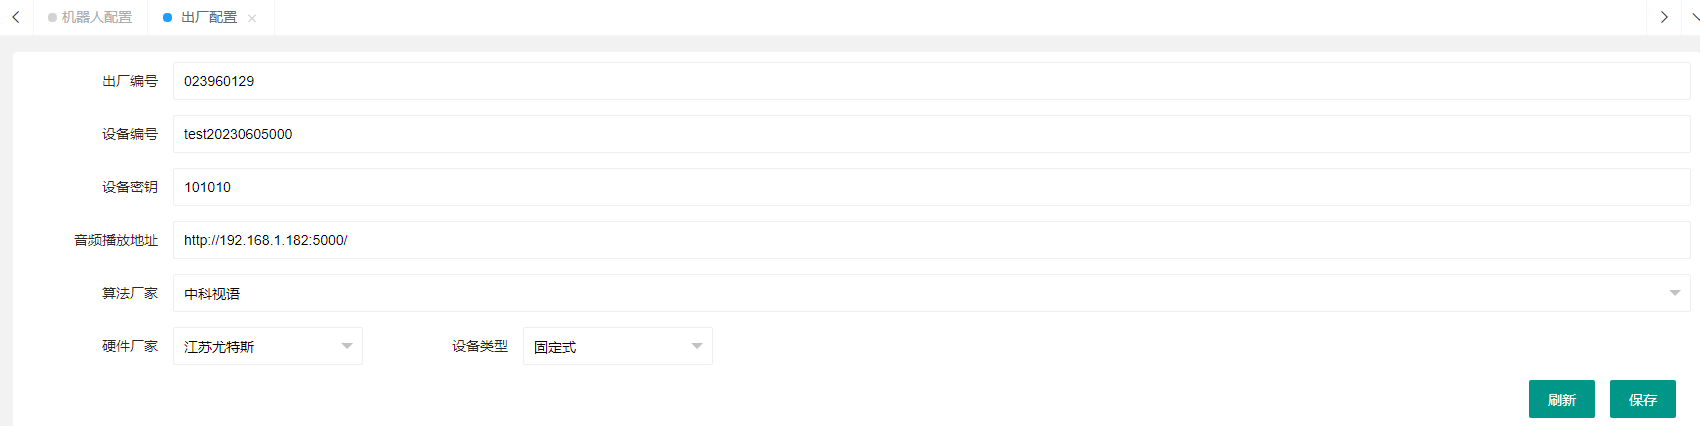 机器人配置 出厂配置
出厂编号 023960129
设备编号 test20230605000
设备密钥 101010
音频播放地址 http://192.168.1.182:5000/
算法厂家 中科视语
硬件厂家 江苏尤特斯 设备类型 固定式
刷新 保存